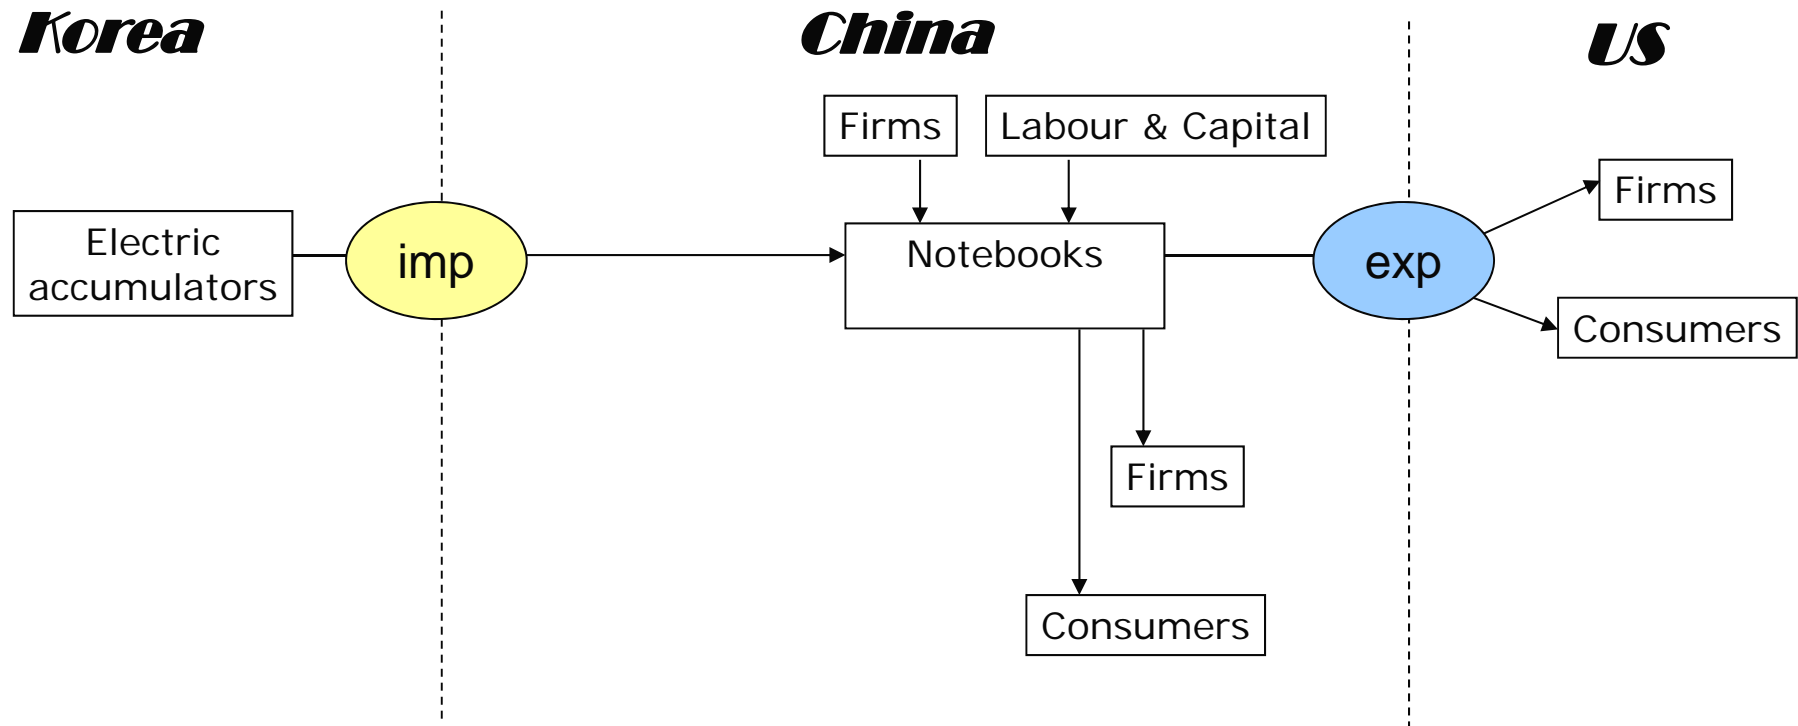 Korea
China
US
Firms
Labour & Capital
Firms
Electric
accumulators
imp
Notebooks
exp
Consumers
Firms
Consumers